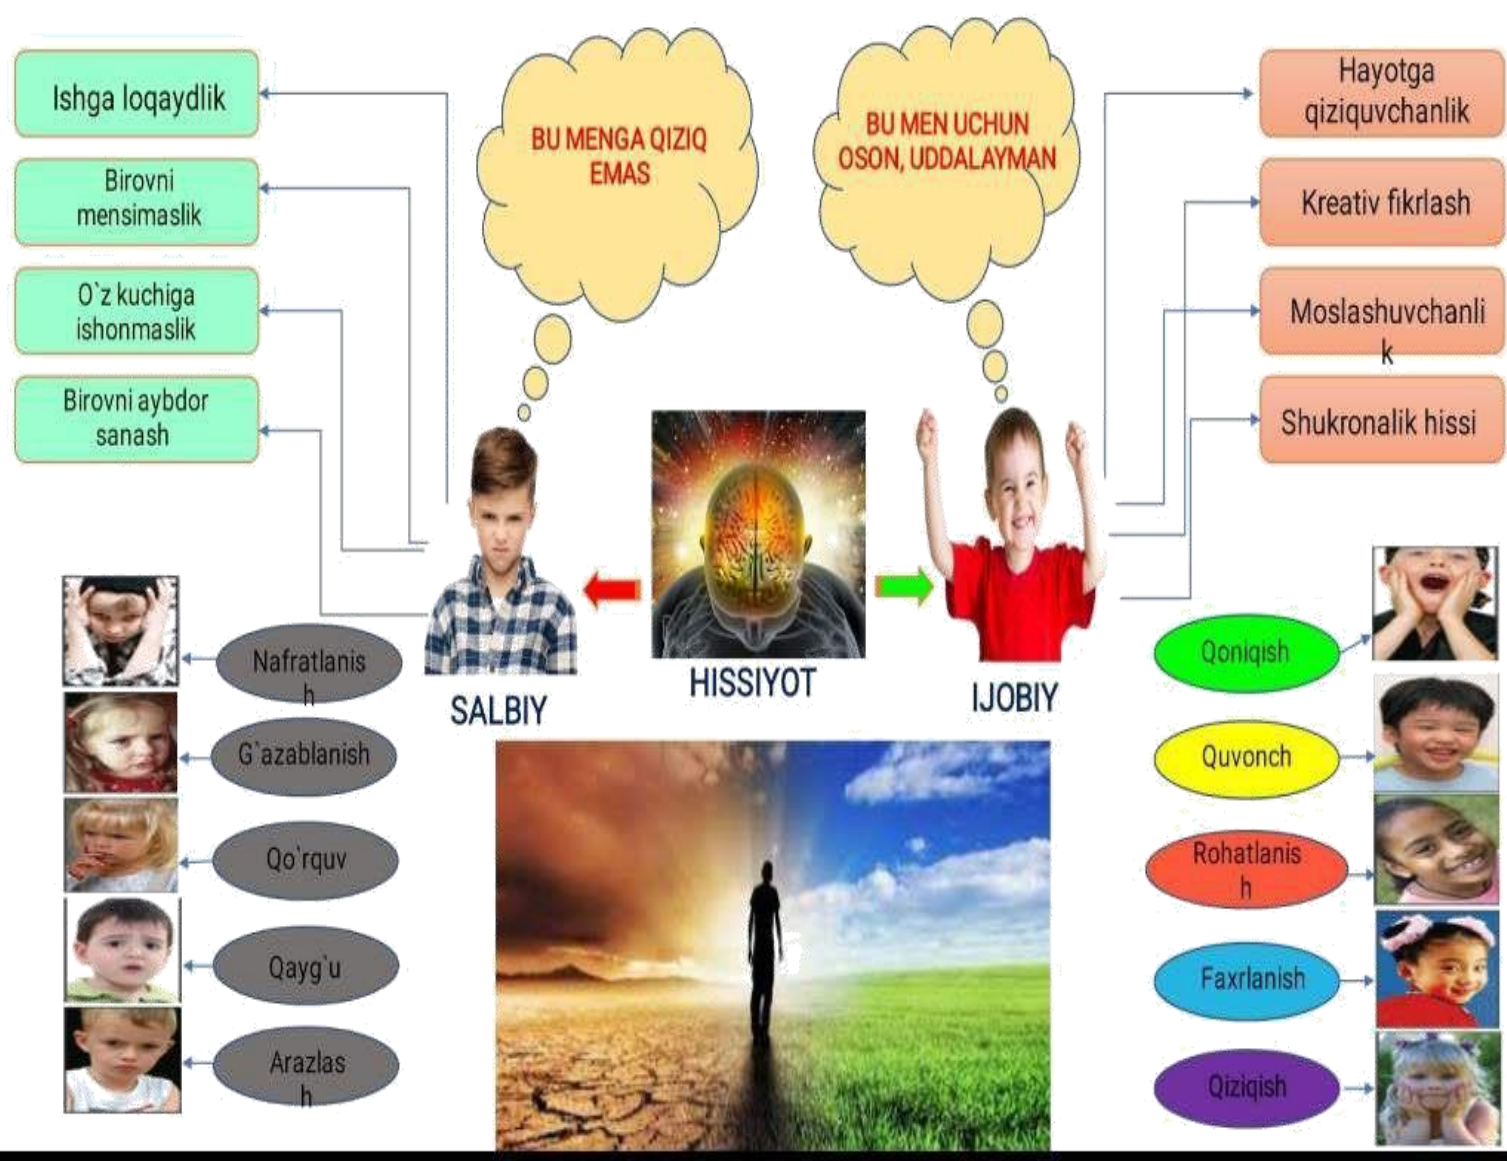 Ishga loqaydlik
Birovni
mensimaslik
O`z kuchiga
ishonmaslik
Birovni aybdor
sanash
BU MENGA QIZIQ
EMAS
BU MEN UCHUN
OSON, UDDALAYMAN
Hayotga
qiziquvchanlik
Kreativ fikrlash
Moslashuvchanli
k
Shukronalik hissi
SALBIY
HISSIYOT
IJOBIY
Nafratlanis
h
G`azablanish
Qo`rquv
Qayg`u
Arazlas
h
Qoniqish
Quvonch
Rohatlanis
h
Faxrlanish
Qiziqish